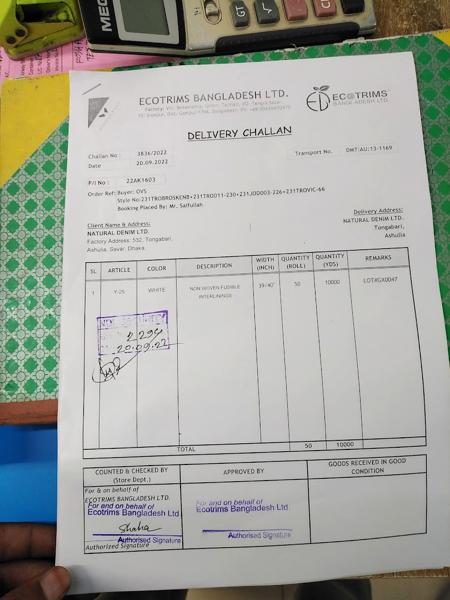 GT
ECOTRIMS BANGLADESH LTD.
ECOTRIMS
BANGLADESH LTD.
DELIVERY CHALLAN
Challan No : 3836/2022
Date 20.09.2022
Transport No. DMT/AU:13-1169
P/I No : 22AK1603
Order Ref: Buyer: OVS
Style No:231TROBROSKENB+231TRO011-230+231JOD003-226+231TROVIC-66
Booking Placed By: Mr. Saifullah
Client Name & Address:
NATURAL DENIM LTD.
Factory Address: 532, Tongabari,
Ashulia, Savar, Dhaka.
Delivery Address:
NATURAL DENIM LTD.
Tongabari,
Ashulia
SL ARTICLE COLOR DESCRIPTION WIDTH (INCH) QUANTITY (ROLL) QUANTITY (YDS) REMARKS
1 Y-25 WHITE NON WOVEN FUSIBLE INTERLININGS 39/40" 50 10000 LOT#GX0047
2294
20.09.22
TOTAL 50 10000
COUNTED & CHECKED BY
(Store Dept.)
APPROVED BY
GOODS RECEIVED IN GOOD
CONDITION
For & on behalf of
ECOTRIMS BANGLADESH LTD.
For and on behalf of
Ecotrims Bangladesh Ltd
Shaha
Authorised Signature
Authorized Signature
For and on behalf of
Ecotrims Bangladesh Ltd
Authorised Signature